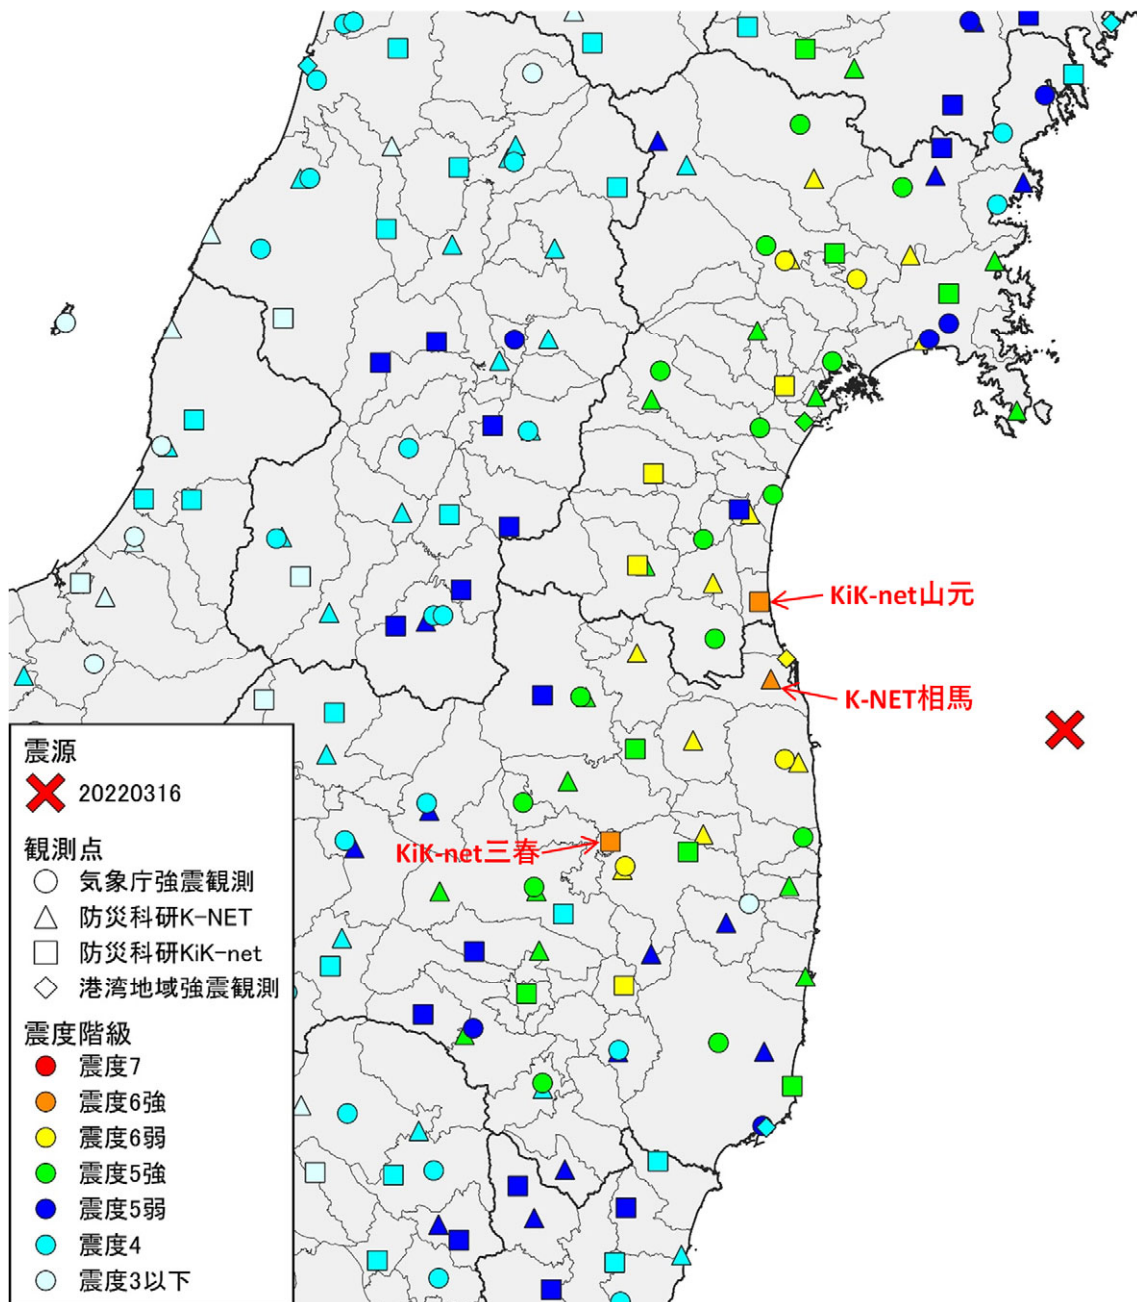 KiK-net山元
K-NET相馬
KiK-net三春
震源
20220316
観測点
気象庁強震観測
防災科研K-NET
防災科研KiK-net
港湾地域強震観測
震度階級
震度7
震度6強
震度6弱
震度5強
震度5弱
震度4
震度3以下